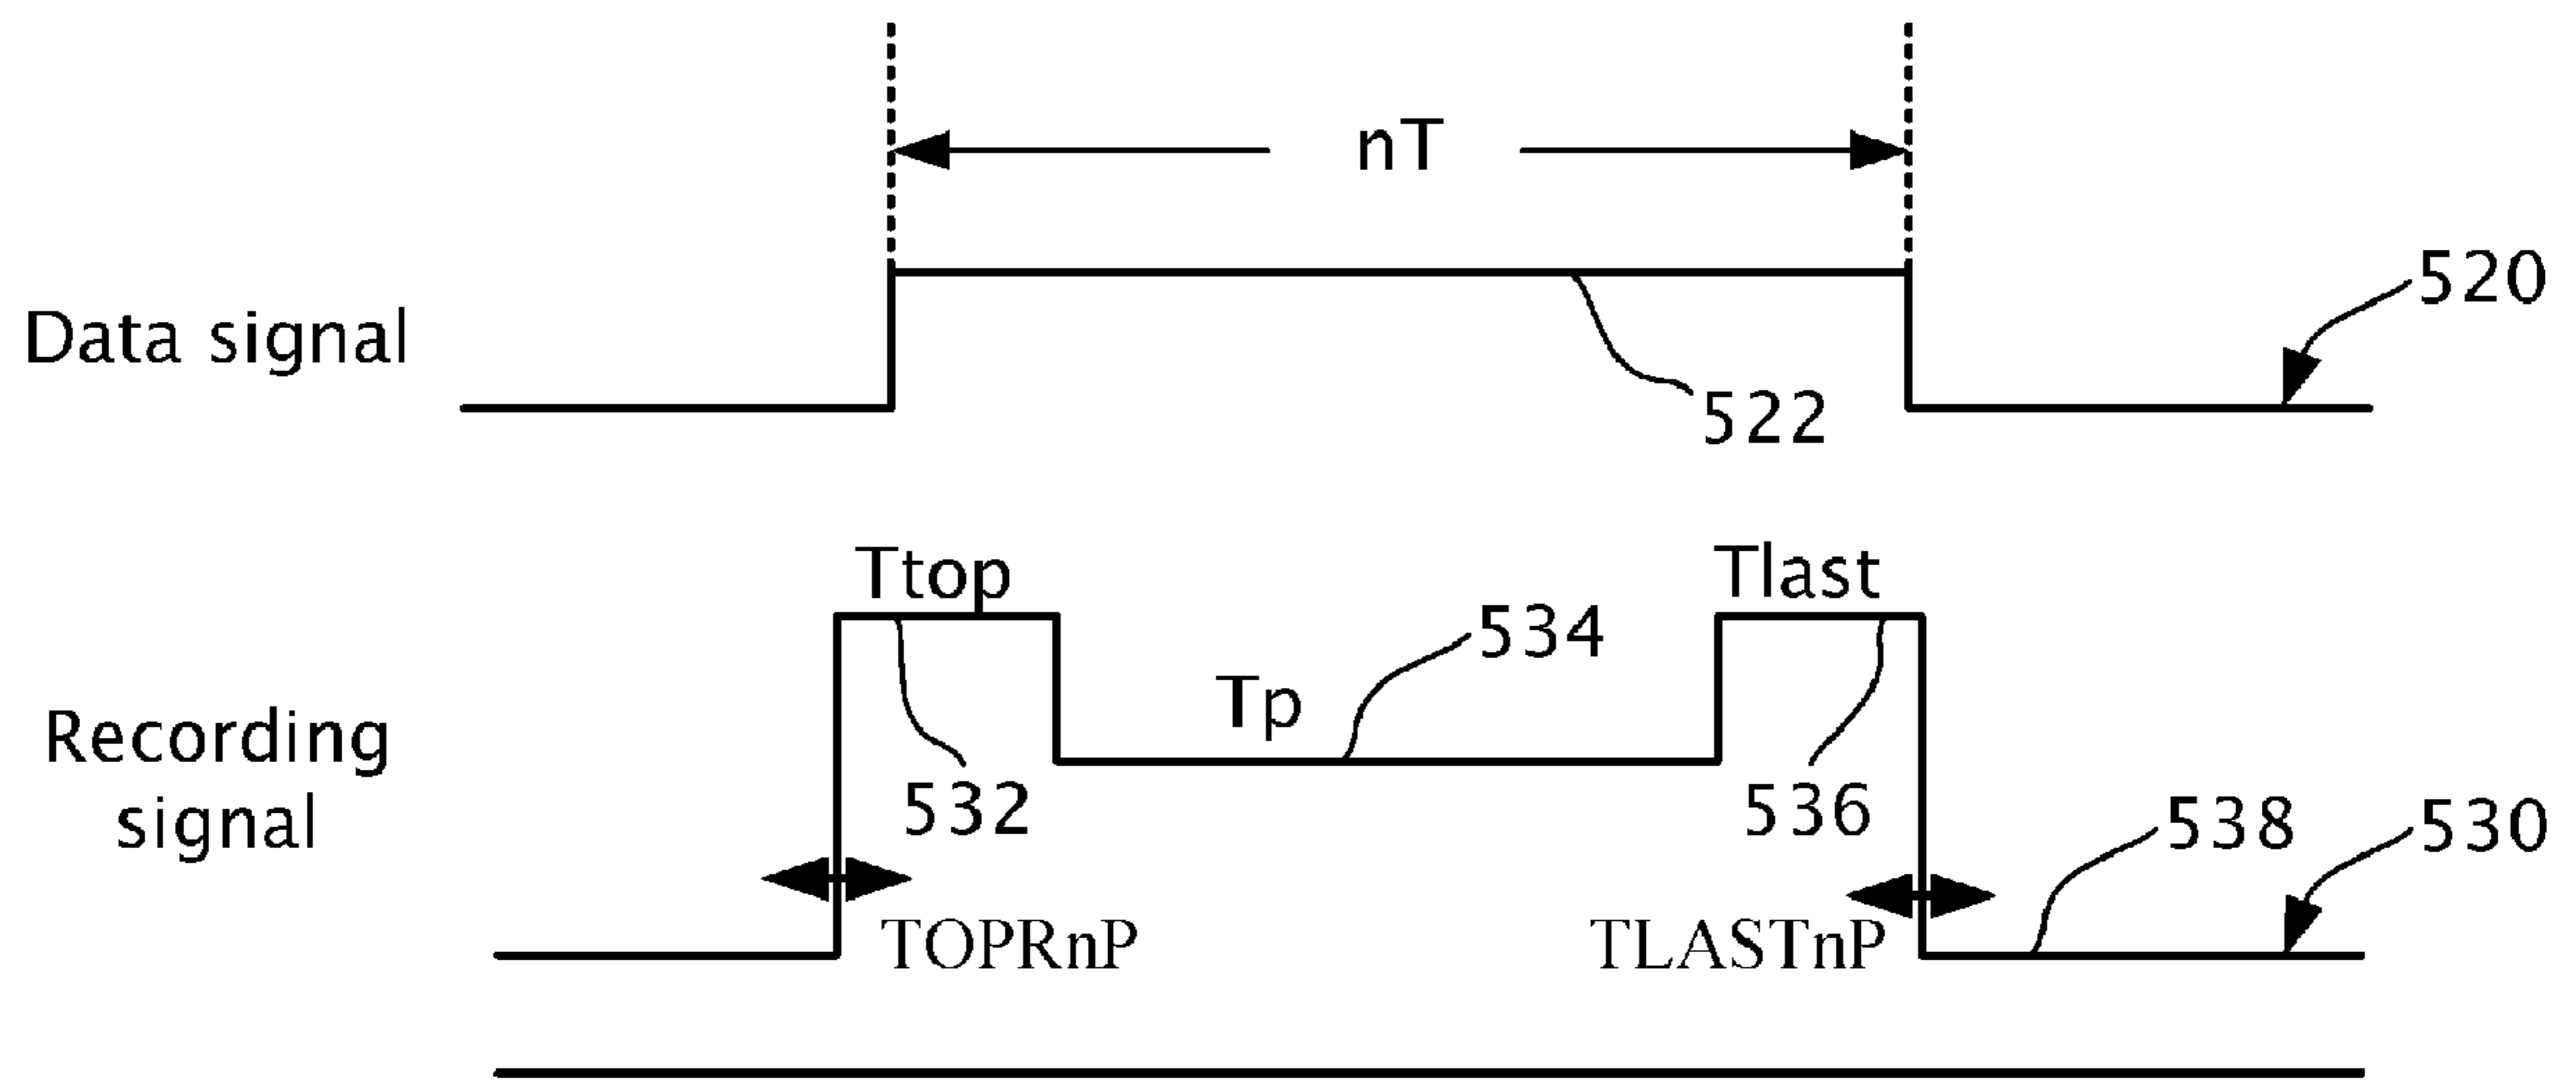 nT
520
Data signal
522
Ttop
Tlast
534
Tp
Recording
signal
532
536
538
530
TOPRnP
TLASTnP